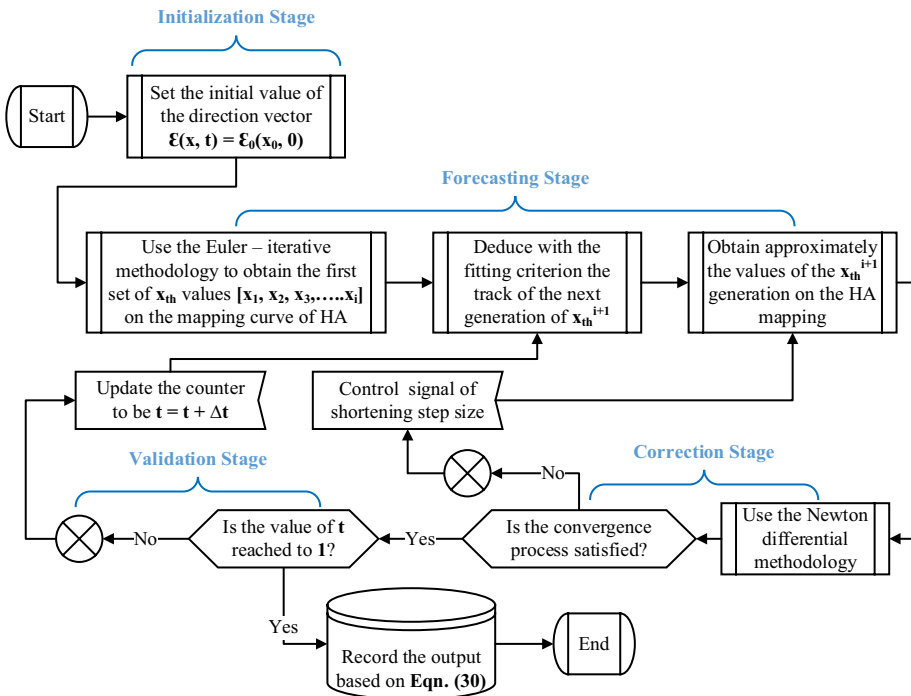 Initialization Stage
Start
Set the initial value of
the direction vector
Ɛ(x, t) = Ɛ₀(x₀, 0)
Forecasting Stage
Use the Euler – iterative
methodology to obtain the first
set of xₜₕ values [x₁, x₂, x₃,…..xᵢ]
on the mapping curve of HA
Deduce with the
fitting criterion the
track of the next
generation of xₜₕⁱ⁺¹
Obtain approximately
the values of the xₜₕⁱ⁺¹
generation on the HA
mapping
Update the counter
to be t = t + Δt
Control signal of
shortening step size
Validation Stage
Correction Stage
No
Use the Newton
differential
methodology
Is the convergence
process satisfied?
Yes
Is the value of t
reached to 1?
No
Yes
Record the output
based on Eqn. (30)
End